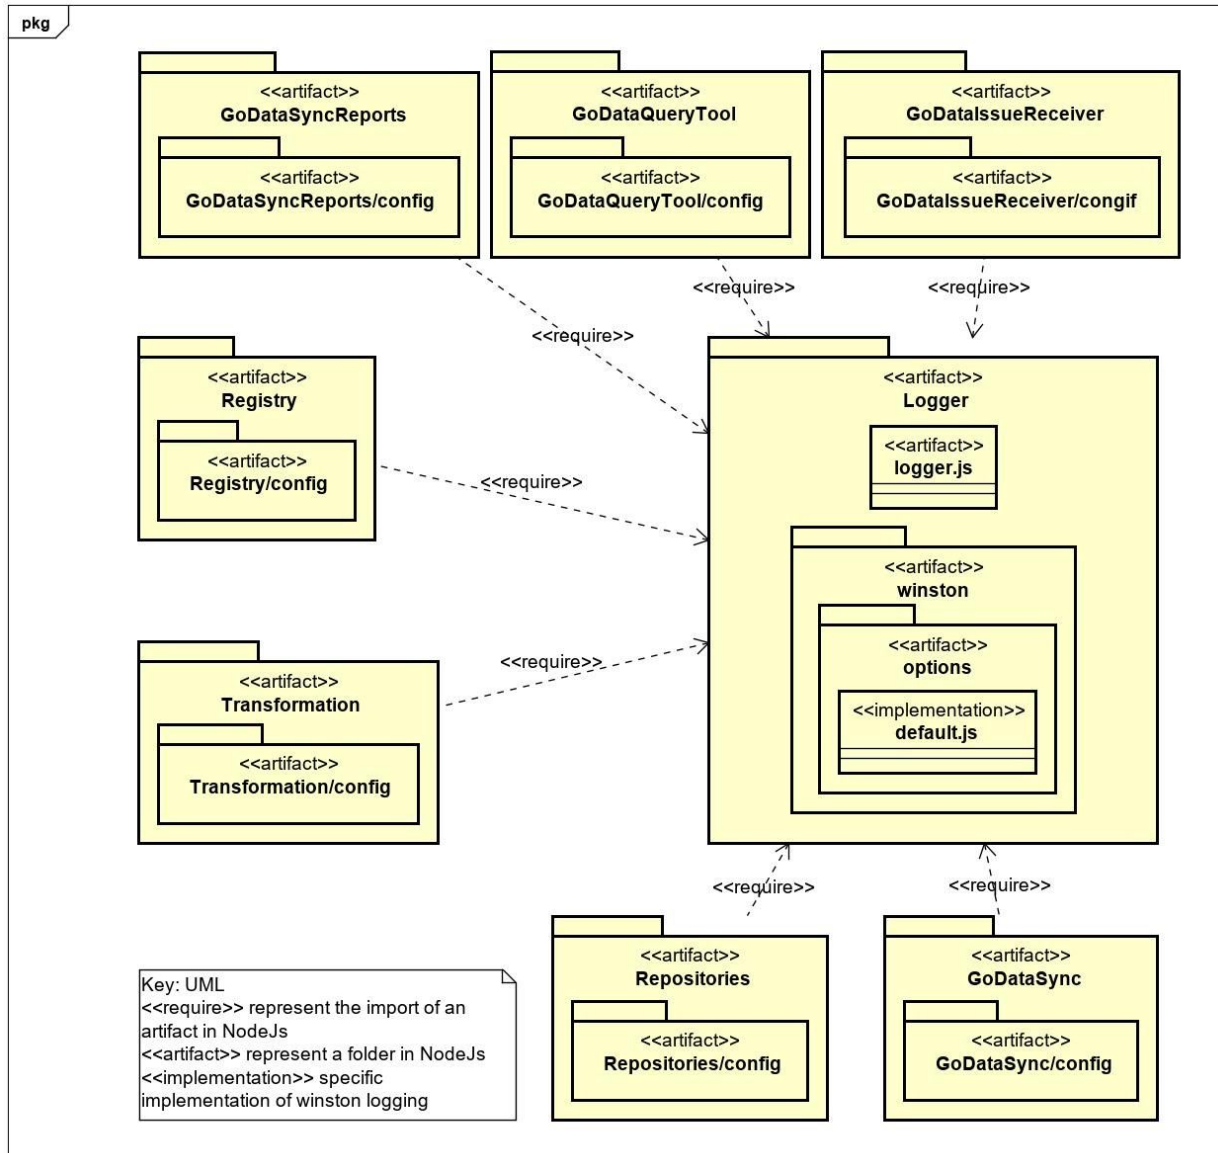 pkg
<<artifact>>
GoDataSyncReports
<<artifact>>
GoDataSyncReports/config
<<artifact>>
GoDataQueryTool
<<artifact>>
GoDataQueryTool/config
<<artifact>>
GoDataIssueReceiver
<<artifact>>
GoDataIssueReceiver/congif
<<require>>
<<require>>
<<require>>
<<artifact>>
Registry
<<artifact>>
Registry/config
<<require>>
<<artifact>>
Logger
<<artifact>>
logger.js
<<artifact>>
winston
<<artifact>>
options
<<implementation>>
default.js
<<artifact>>
Transformation
<<artifact>>
Transformation/config
<<require>>
<<require>>
<<require>>
<<artifact>>
Repositories
<<artifact>>
Repositories/config
<<artifact>>
GoDataSync
<<artifact>>
GoDataSync/config
Key: UML
<<require>> represent the import of an
artifact in NodeJs
<<artifact>> represent a folder in NodeJs
<<implementation>> specific
implementation of winston logging